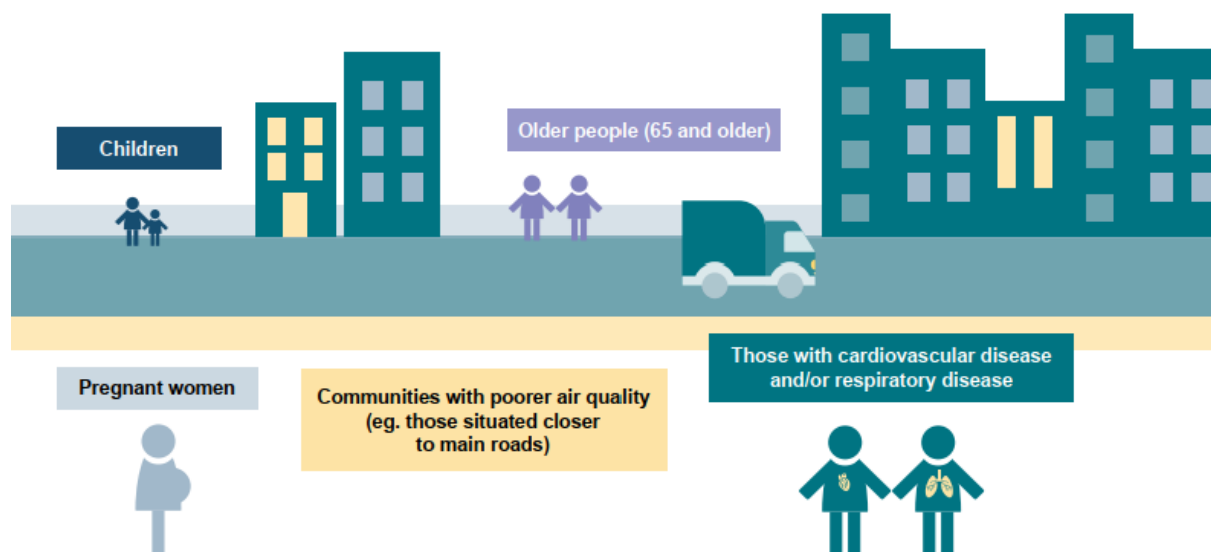 Children
Older people (65 and older)
Pregnant women
Communities with poorer air quality
(eg. those situated closer
to main roads)
Those with cardiovascular disease
and/or respiratory disease